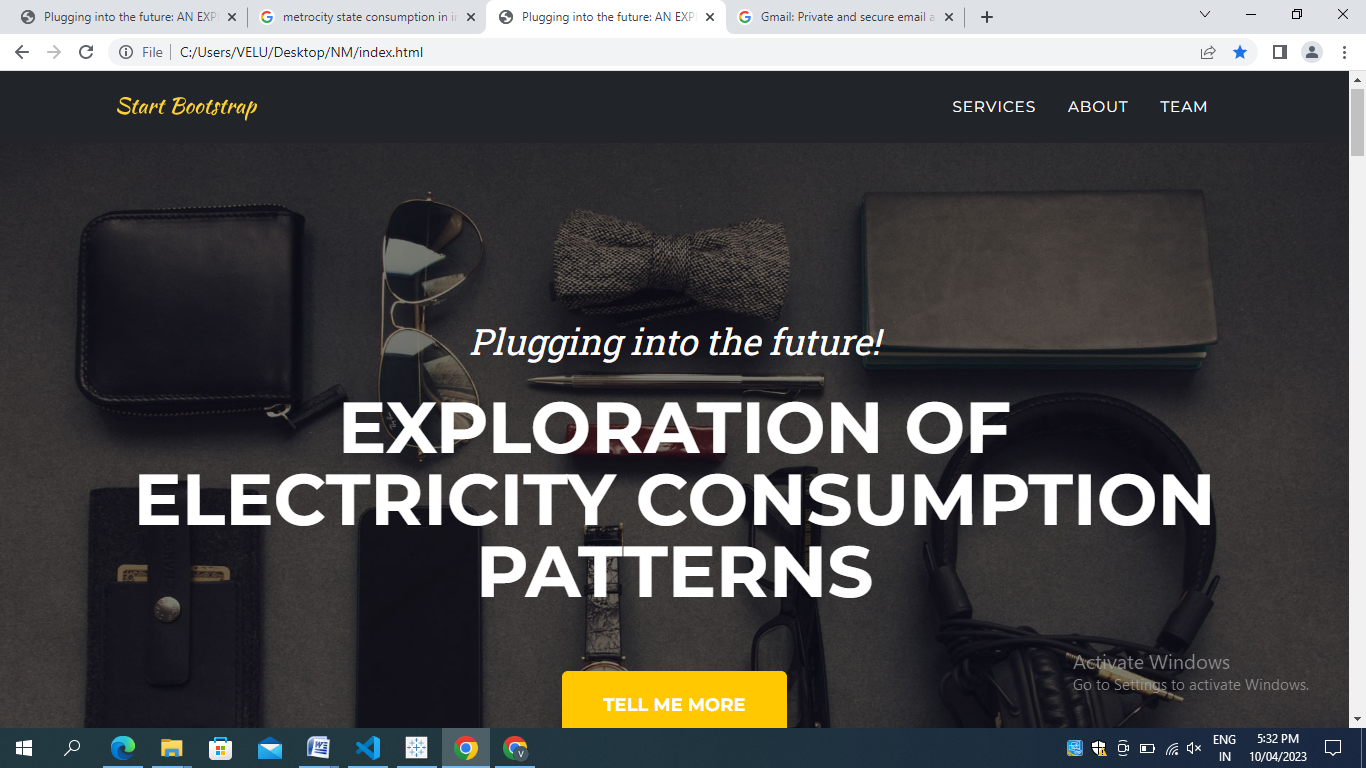 Plugging into the future: AN EXP
metrocity state consumption in in
Plugging into the future: AN EXP
Gmail: Private and secure email a
File
C:/Users/VELU/Desktop/NM/index.html
Start Bootstrap
SERVICES
ABOUT
TEAM
Plugging into the future!
EXPLORATION OF
ELECTRICITY CONSUMPTION
PATTERNS
TELL ME MORE
Activate Windows
Go to Settings to activate Windows.
ENG
IN
5:32 PM
10/04/2023